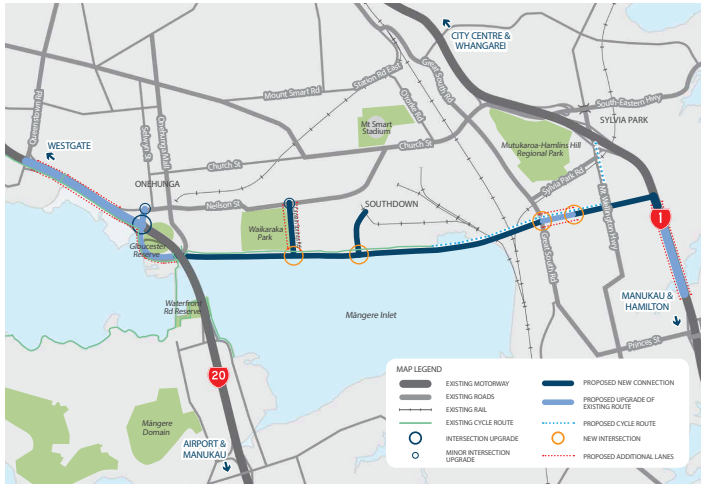 CITY CENTRE &
WHANGAREI
Queenstown Rd
Selwyn St
Onehunga Mall
Mount Smart Rd
Station Rd East
O'Rorke Rd
Great South Rd
South-Eastern Hwy
SYLVIA PARK
WESTGATE
Mt Smart
Stadium
Church St
Church St
Mutukaroa-Hamlins Hill
Regional Park
Sylvia Park Rd
Mt Wellington Hwy
ONEHUNGA
Neilson St
SOUTHDOWN
Waikaraka
Park
Gloucester
Reserve
Great South Rd
1
Waterfront
Rd Reserve
Māngere Inlet
MANUKAU &
HAMILTON
Princes St
20
Māngere
Domain
AIRPORT &
MANUKAU
MAP LEGEND
EXISTING MOTORWAY
EXISTING ROADS
EXISTING RAIL
EXISTING CYCLE ROUTE
INTERSECTION UPGRADE
MINOR INTERSECTION
UPGRADE
PROPOSED NEW CONNECTION
PROPOSED UPGRADE OF
EXISTING ROUTE
PROPOSED CYCLE ROUTE
NEW INTERSECTION
PROPOSED ADDITIONAL LANES